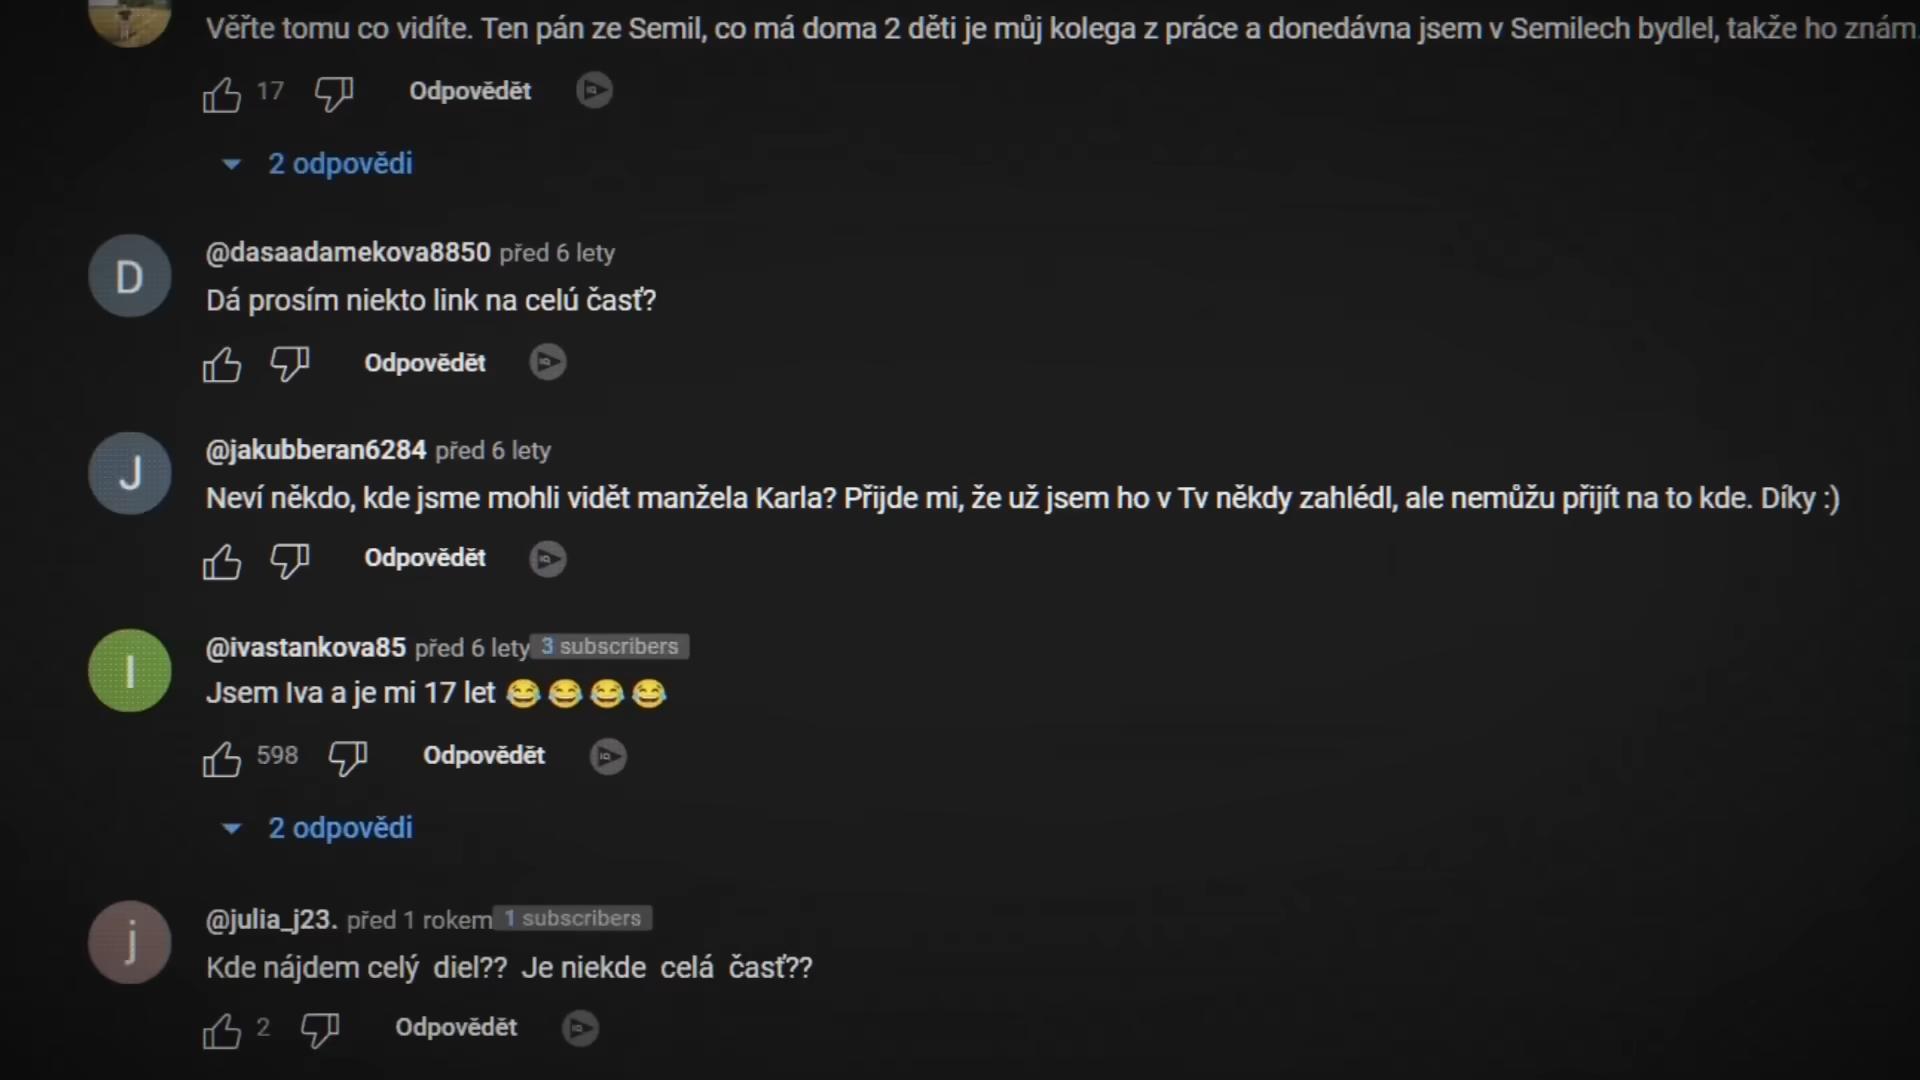 Věřte tomu co vidíte. Ten pán ze Semil, co má doma 2 děti je můj kolega z práce a donedávna jsem v Semilech bydlel, takže ho znám.
17 Odpovědět
2 odpovědi
D
@dasaadamekova8850 před 6 lety
Dá prosím niekto link na celú časť?
Odpovědět
J
@jakubberan6284 před 6 lety
Neví někdo, kde jsme mohli vidět manžela Karla? Přijde mi, že už jsem ho v Tv někdy zahlédl, ale nemůžu přijít na to kde. Díky :)
Odpovědět
I
@ivastankova85 před 6 lety 3 subscribers
Jsem Iva a je mi 17 let 😂😂😂😂
598 Odpovědět
2 odpovědi
j
@julia_j23. před 1 rokem 1 subscribers
Kde nájdem celý diel?? Je niekde celá časť??
2 Odpovědět